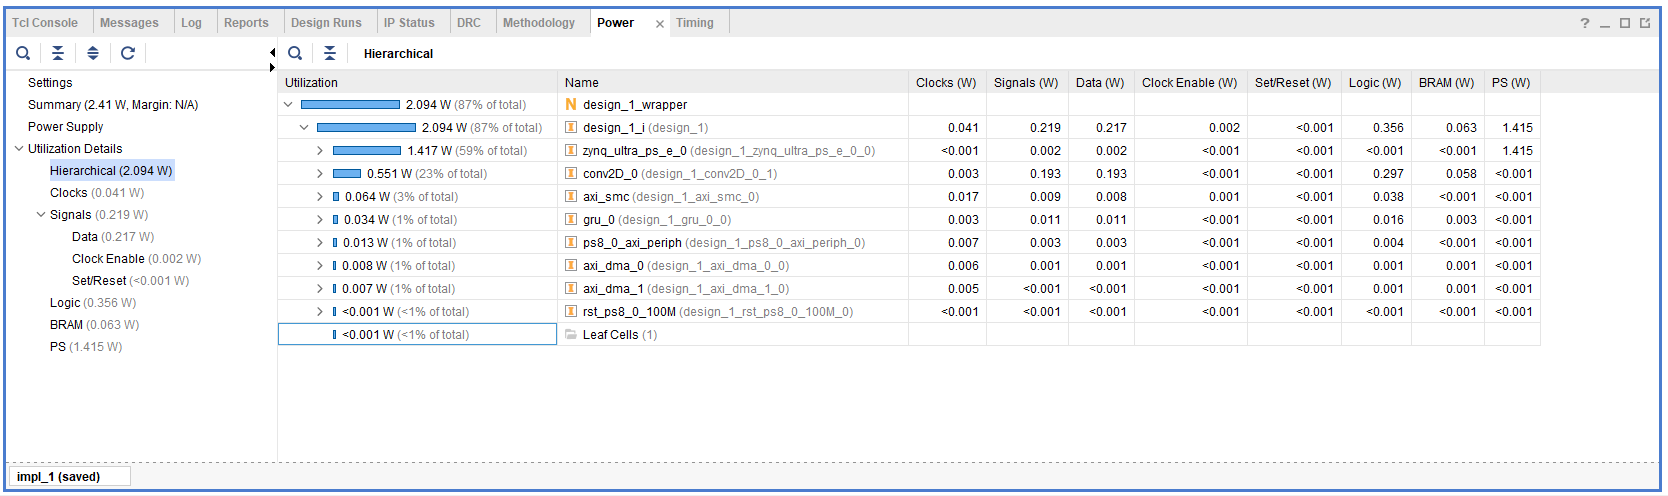 Tcl Console Messages Log Reports Design Runs IP Status DRC Methodology Power × Timing ?
Hierarchical
Settings
Summary (2.41 W, Margin: N/A)
Power Supply
Utilization Details
Hierarchical (2.094 W)
Clocks (0.041 W)
Signals (0.219 W)
Data (0.217 W)
Clock Enable (0.002 W)
Set/Reset (<0.001 W)
Logic (0.356 W)
BRAM (0.063 W)
PS (1.415 W)
Utilization Name Clocks (W) Signals (W) Data (W) Clock Enable (W) Set/Reset (W) Logic (W) BRAM (W) PS (W)
2.094 W (87% of total) N design_1_wrapper
2.094 W (87% of total) design_1_i (design_1) 0.041 0.219 0.217 0.002 <0.001 0.356 0.063 1.415
1.417 W (59% of total) zynq_ultra_ps_e_0 (design_1_zynq_ultra_ps_e_0_0) <0.001 0.002 0.002 <0.001 <0.001 <0.001 <0.001 1.415
0.551 W (23% of total) conv2D_0 (design_1_conv2D_0_1) 0.003 0.193 0.193 <0.001 <0.001 0.297 0.058 <0.001
0.064 W (3% of total) axi_smc (design_1_axi_smc_0) 0.017 0.009 0.008 0.001 <0.001 0.038 <0.001 <0.001
0.034 W (1% of total) gru_0 (design_1_gru_0_0) 0.003 0.011 0.011 <0.001 <0.001 0.016 0.003 <0.001
0.013 W (1% of total) ps8_0_axi_periph (design_1_ps8_0_axi_periph_0) 0.007 0.003 0.003 <0.001 <0.001 0.004 <0.001 <0.001
0.008 W (1% of total) axi_dma_0 (design_1_axi_dma_0_0) 0.006 0.001 0.001 <0.001 <0.001 0.001 <0.001 <0.001
0.007 W (1% of total) axi_dma_1 (design_1_axi_dma_1_0) 0.005 <0.001 <0.001 <0.001 <0.001 <0.001 <0.001 <0.001
<0.001 W (<1% of total) rst_ps8_0_100M (design_1_rst_ps8_0_100M_0) <0.001 <0.001 <0.001 <0.001 <0.001 <0.001 <0.001 <0.001
<0.001 W (<1% of total) Leaf Cells (1)
impl_1 (saved)